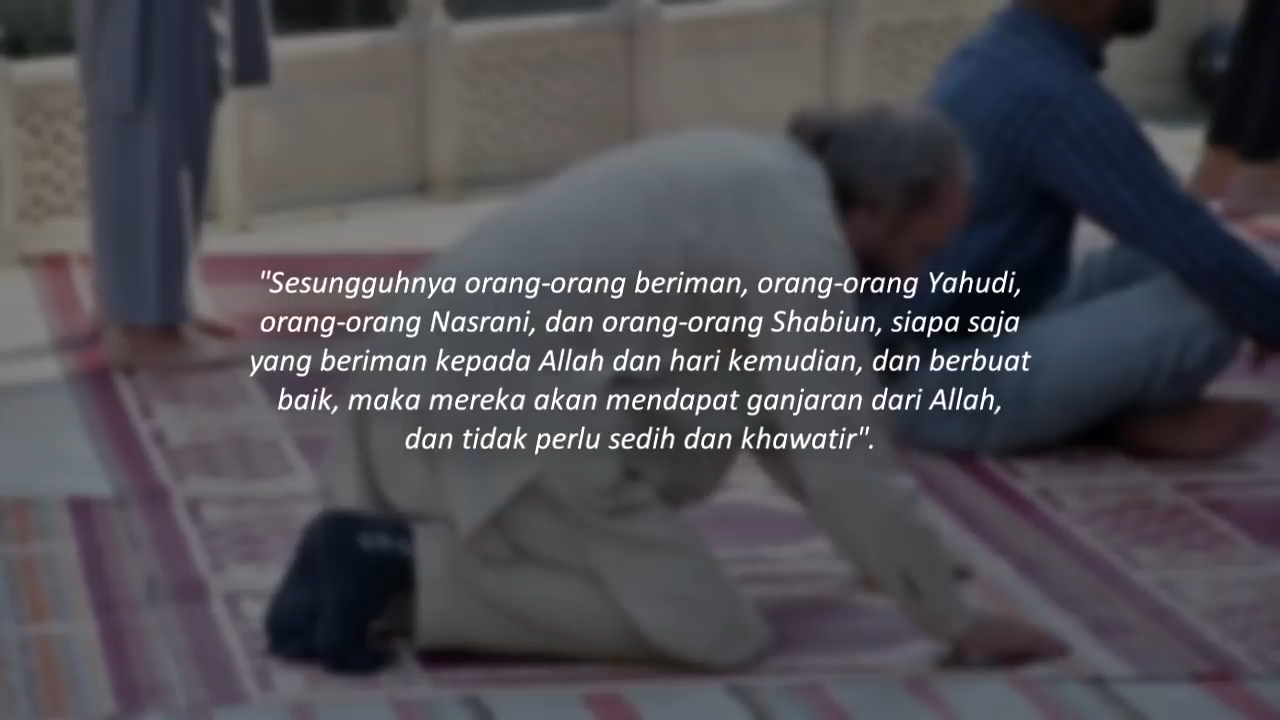 "Sesungguhnya orang-orang beriman, orang-orang Yahudi,
orang-orang Nasrani, dan orang-orang Shabiun, siapa saja
yang beriman kepada Allah dan hari kemudian, dan berbuat
baik, maka mereka akan mendapat ganjaran dari Allah,
dan tidak perlu sedih dan khawatir".